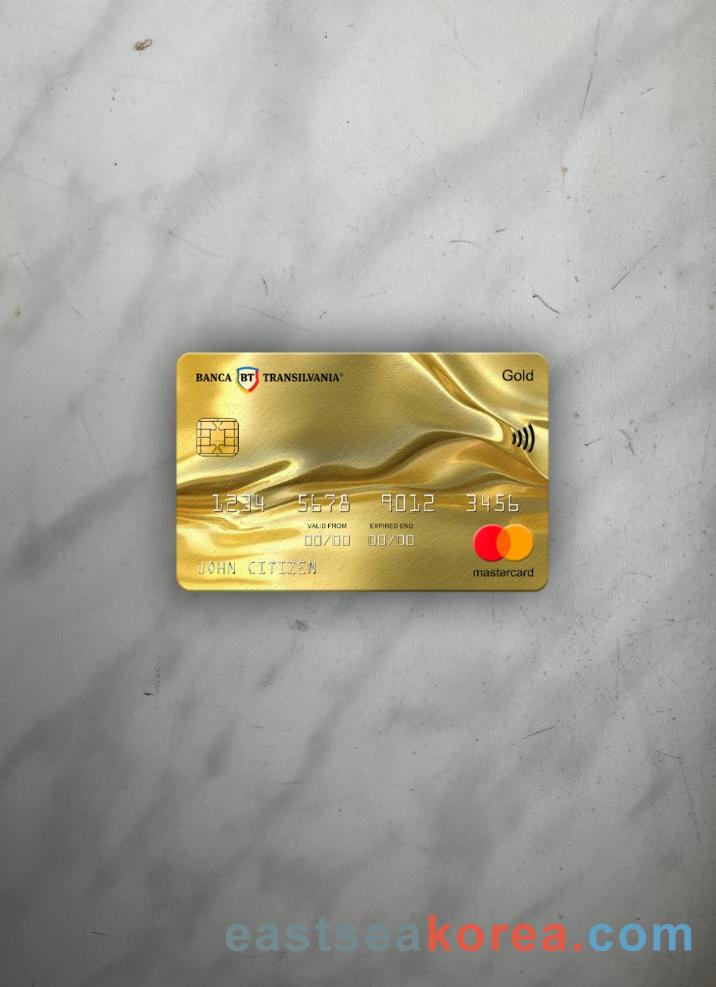 BANCA BT TRANSILVANIA®
Gold
1234 5678 9012 3456
VALID FROM EXPIRED END
00/00 00/00
JOHN CITIZEN
mastercard
eastseakorea.com